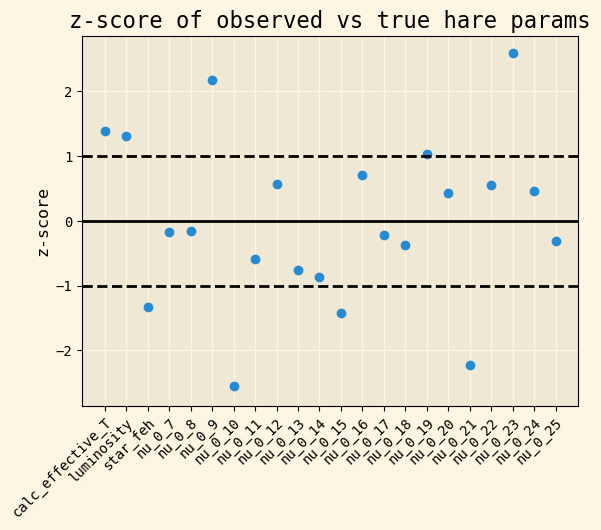 z-score of observed vs true hare params
z-score
2
1
0
−1
−2
calc_effective_T
luminosity
star_feh
nu_0_7
nu_0_8
nu_0_9
nu_0_10
nu_0_11
nu_0_12
nu_0_13
nu_0_14
nu_0_15
nu_0_16
nu_0_17
nu_0_18
nu_0_19
nu_0_20
nu_0_21
nu_0_22
nu_0_23
nu_0_24
nu_0_25